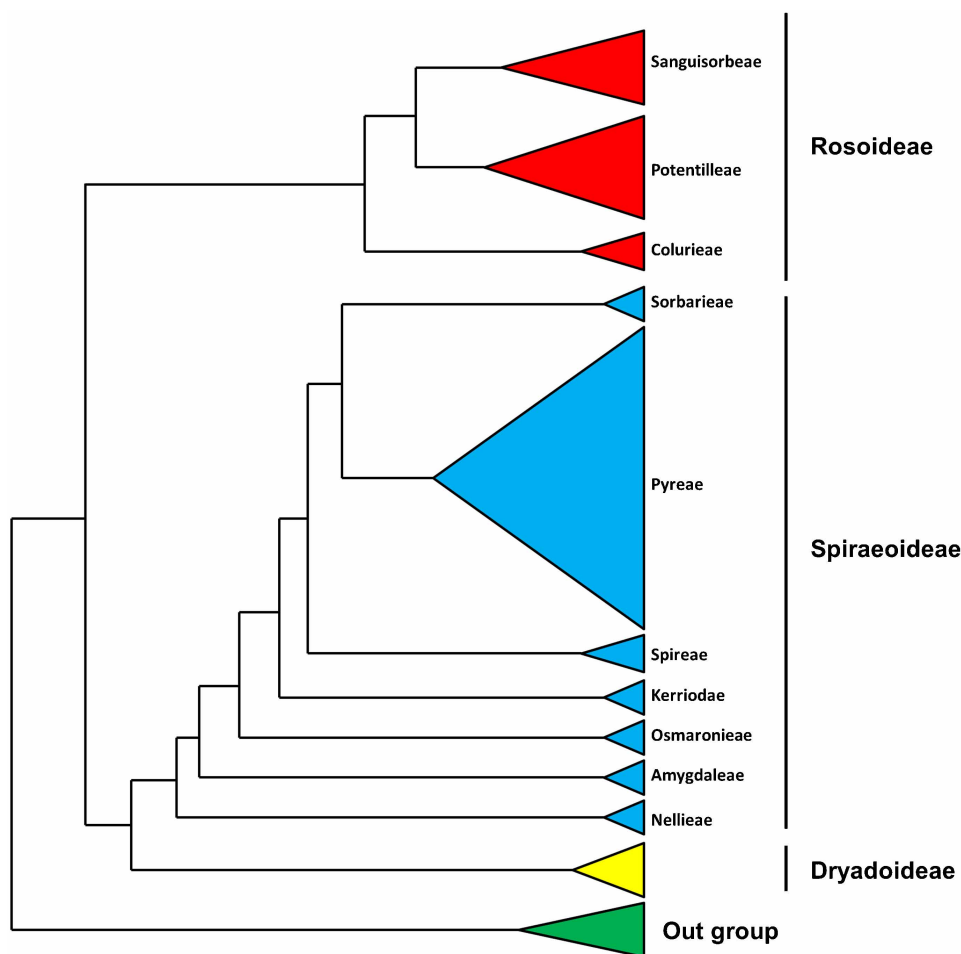 Sanguisorbeae
Rosoideae
Potentilleae
Colurieae
Sorbarieae
Pyreae
Spiraeoideae
Spireae
Kerriodae
Osmaronieae
Amygdaleae
Nellieae
Dryadoideae
Out group